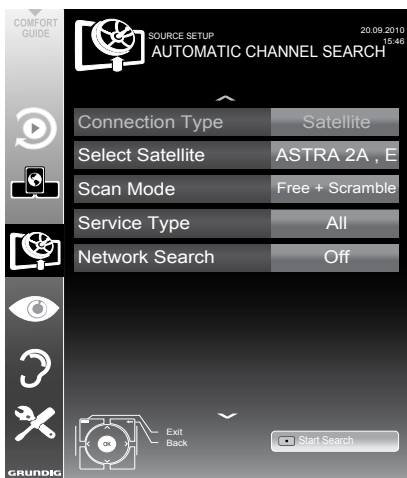 COMFORT
GUIDE
SOURCE SETUP
20.09.2010
AUTOMATIC CHANNEL SEARCH
15:46
Connection Type Satellite
Select Satellite ASTRA 2A , E
Scan Mode Free + Scramble
Service Type All
Network Search Off
Exit
Back
OK
Start Search
GRUNDIG